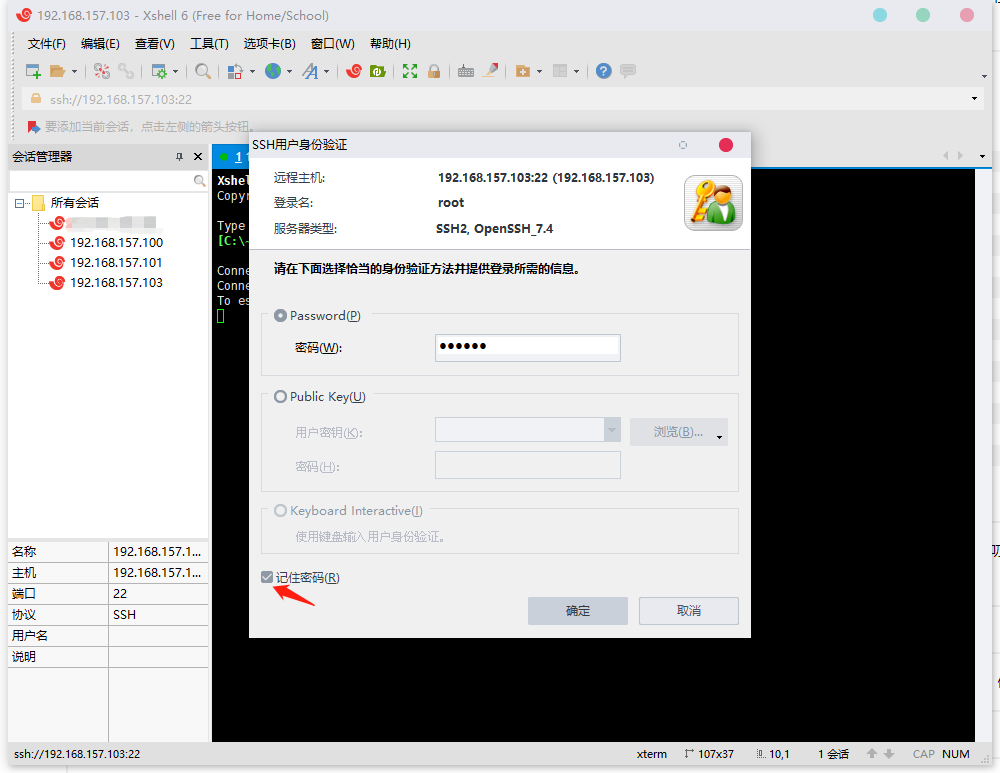 192.168.157.103 - Xshell 6 (Free for Home/School)
文件(F) 编辑(E) 查看(V) 工具(T) 选项卡(B) 窗口(W) 帮助(H)
ssh://192.168.157.103:22
要添加当前会话，点击左侧的箭头按钮。
会话管理器
所有会话
192.168.157.100
192.168.157.101
192.168.157.103
名称 192.168.157.1...
主机 192.168.157.1...
端口 22
协议 SSH
用户名
说明
1
Xshel
Copyr
Type
[C:\~
Conne
Conne
To es
SSH用户身份验证
远程主机: 192.168.157.103:22 (192.168.157.103)
登录名: root
服务器类型: SSH2, OpenSSH_7.4
请在下面选择恰当的身份验证方法并提供登录所需的信息。
Password(P)
密码(W): ●●●●●●
Public Key(U)
用户密钥(K): 浏览(B)...
密码(H):
Keyboard Interactive(I)
使用键盘输入用户身份验证。
记住密码(R)
确定 取消
ssh://192.168.157.103:22 xterm 107x37 10,1 1 会话 CAP NUM